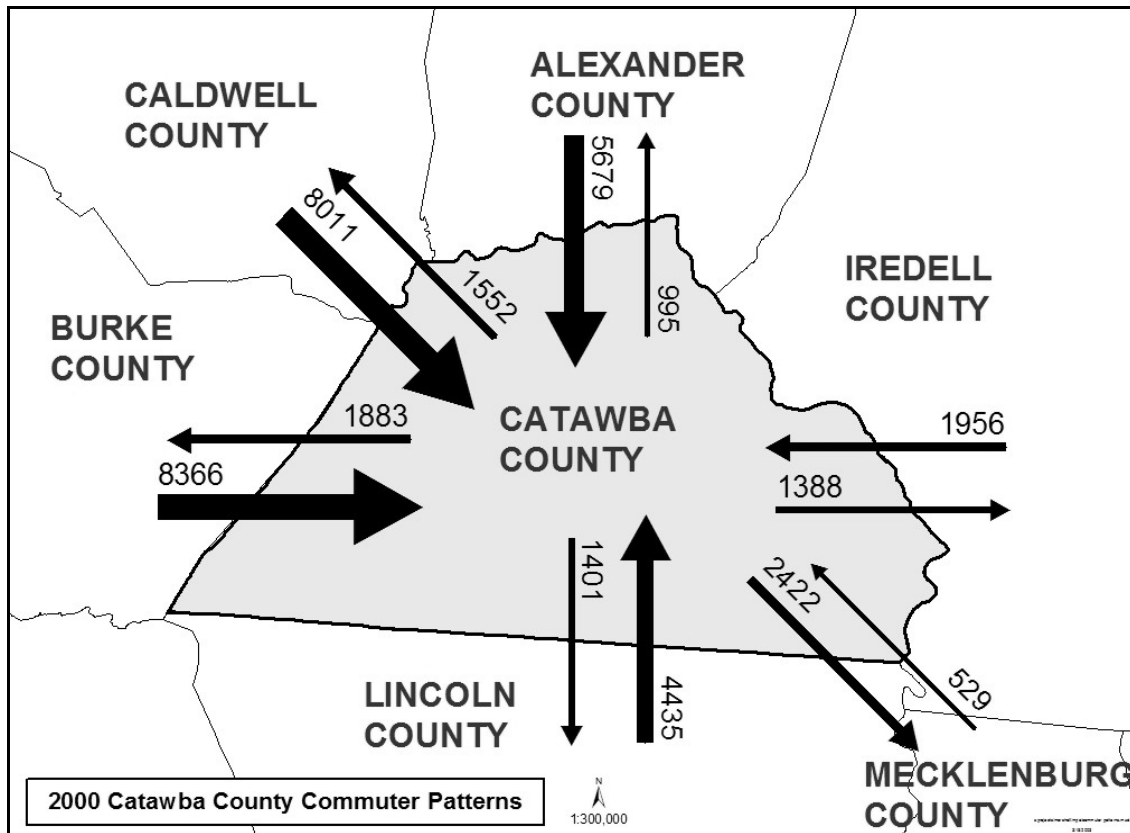 ALEXANDER
COUNTY
CALDWELL
COUNTY
5679
8011
995
1552
IREDELL
COUNTY
BURKE
COUNTY
1883
CATAWBA
COUNTY
1956
8366
1388
1401
2422
4435
529
LINCOLN
COUNTY
MECKLENBURG
COUNTY
2000 Catawba County Commuter Patterns
N
1:300,000